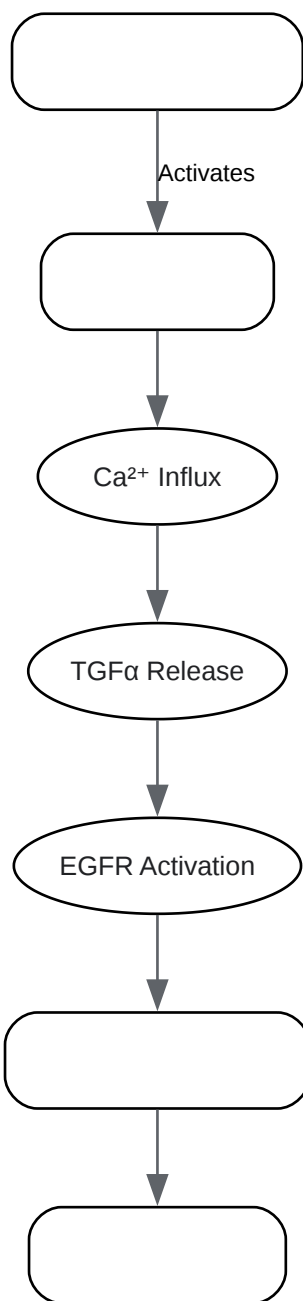 Activates
Ca²⁺ Influx
TGFα Release
EGFR Activation